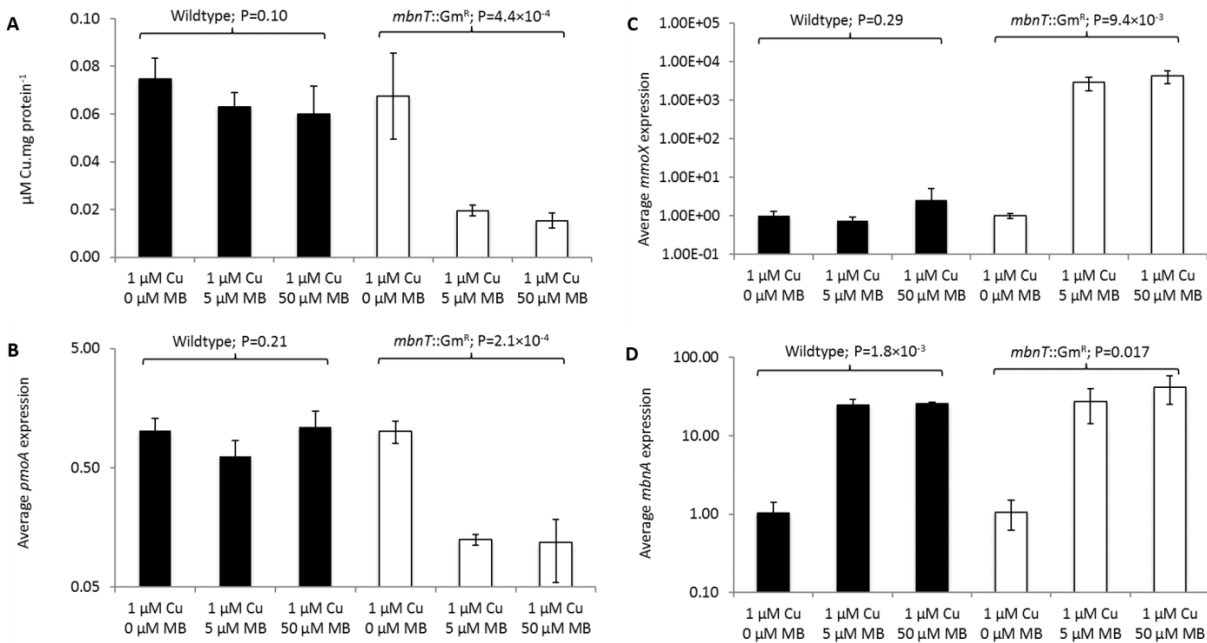 A
Wildtype; P=0.10
mbnT::Gmᴿ; P=4.4×10⁻⁴
µM Cu.mg protein⁻¹
0.10
0.08
0.06
0.04
0.02
0.00
1 µM Cu 1 µM Cu 1 µM Cu 1 µM Cu 1 µM Cu 1 µM Cu
0 µM MB 5 µM MB 50 µM MB 0 µM MB 5 µM MB 50 µM MB
B
Wildtype; P=0.21
mbnT::Gmᴿ; P=2.1×10⁻⁴
Average pmoA expression
5.00
0.50
0.05
1 µM Cu 1 µM Cu 1 µM Cu 1 µM Cu 1 µM Cu 1 µM Cu
0 µM MB 5 µM MB 50 µM MB 0 µM MB 5 µM MB 50 µM MB
C
Wildtype; P=0.29
mbnT::Gmᴿ; P=9.4×10⁻³
Average mmoX expression
1.00E+05
1.00E+04
1.00E+03
1.00E+02
1.00E+01
1.00E+00
1.00E-01
1 µM Cu 1 µM Cu 1 µM Cu 1 µM Cu 1 µM Cu 1 µM Cu
0 µM MB 5 µM MB 50 µM MB 0 µM MB 5 µM MB 50 µM MB
D
Wildtype; P=1.8×10⁻³
mbnT::Gmᴿ; P=0.017
Average mbnA expression
100.00
10.00
1.00
0.10
1 µM Cu 1 µM Cu 1 µM Cu 1 µM Cu 1 µM Cu 1 µM Cu
0 µM MB 5 µM MB 50 µM MB 0 µM MB 5 µM MB 50 µM MB